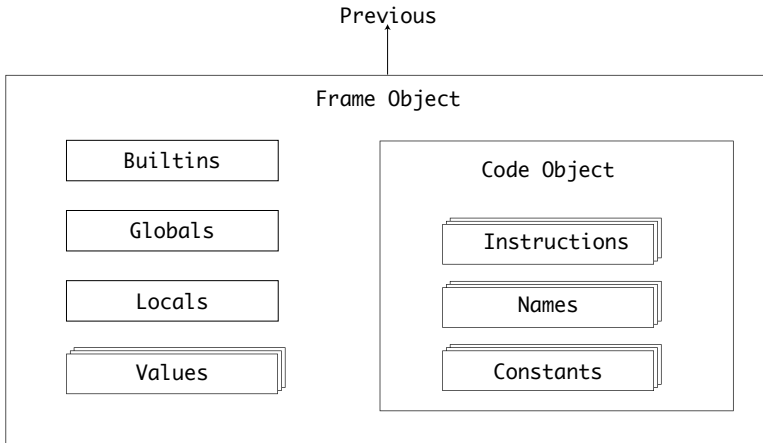 Previous
Frame Object
Builtins
Globals
Locals
Values
Code Object
Instructions
Names
Constants